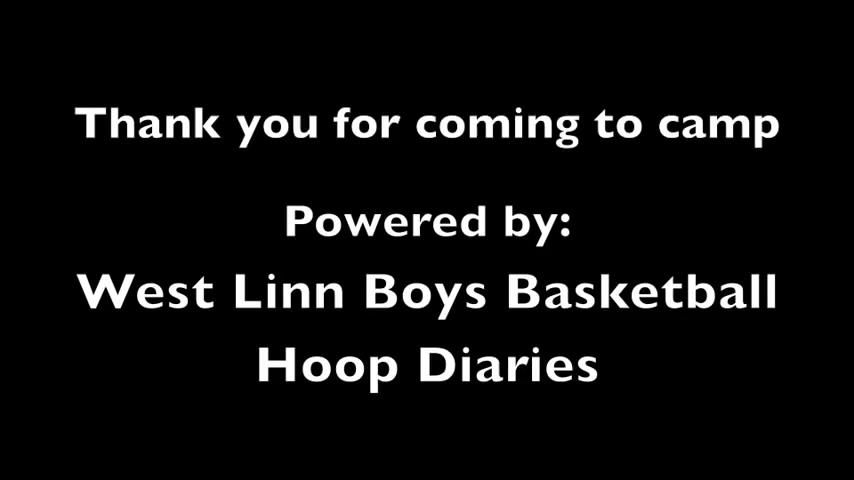 Thank you for coming to camp
Powered by:
West Linn Boys Basketball
Hoop Diaries